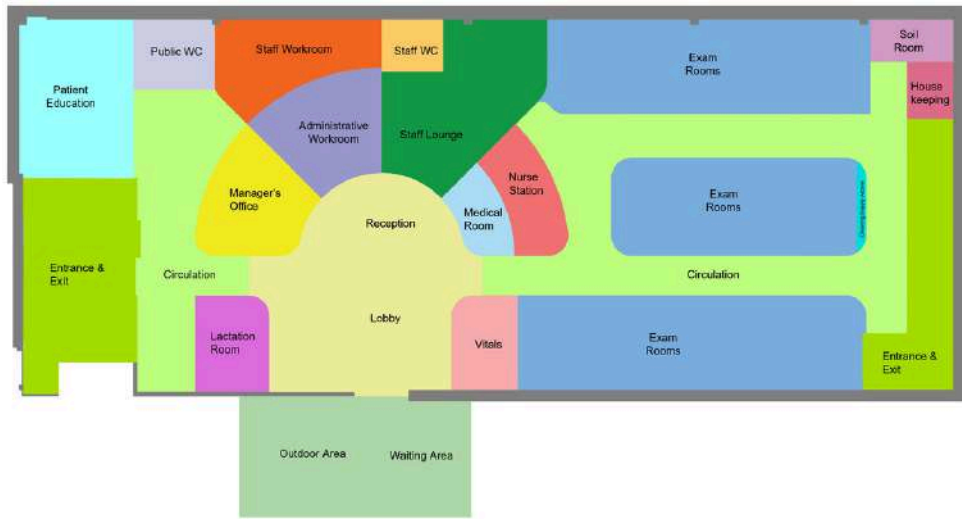 Public WC
Staff Workroom
Staff WC
Exam
Rooms
Soil
Room
Patient
Education
House
keeping
Administrative
Workroom
Staff Lounge
Manager's
Office
Nurse
Station
Medical
Room
Exam
Rooms
Reception
Entrance &
Exit
Circulation
Circulation
Lobby
Lactation
Room
Vitals
Exam
Rooms
Entrance &
Exit
Outdoor Area
Waiting Area